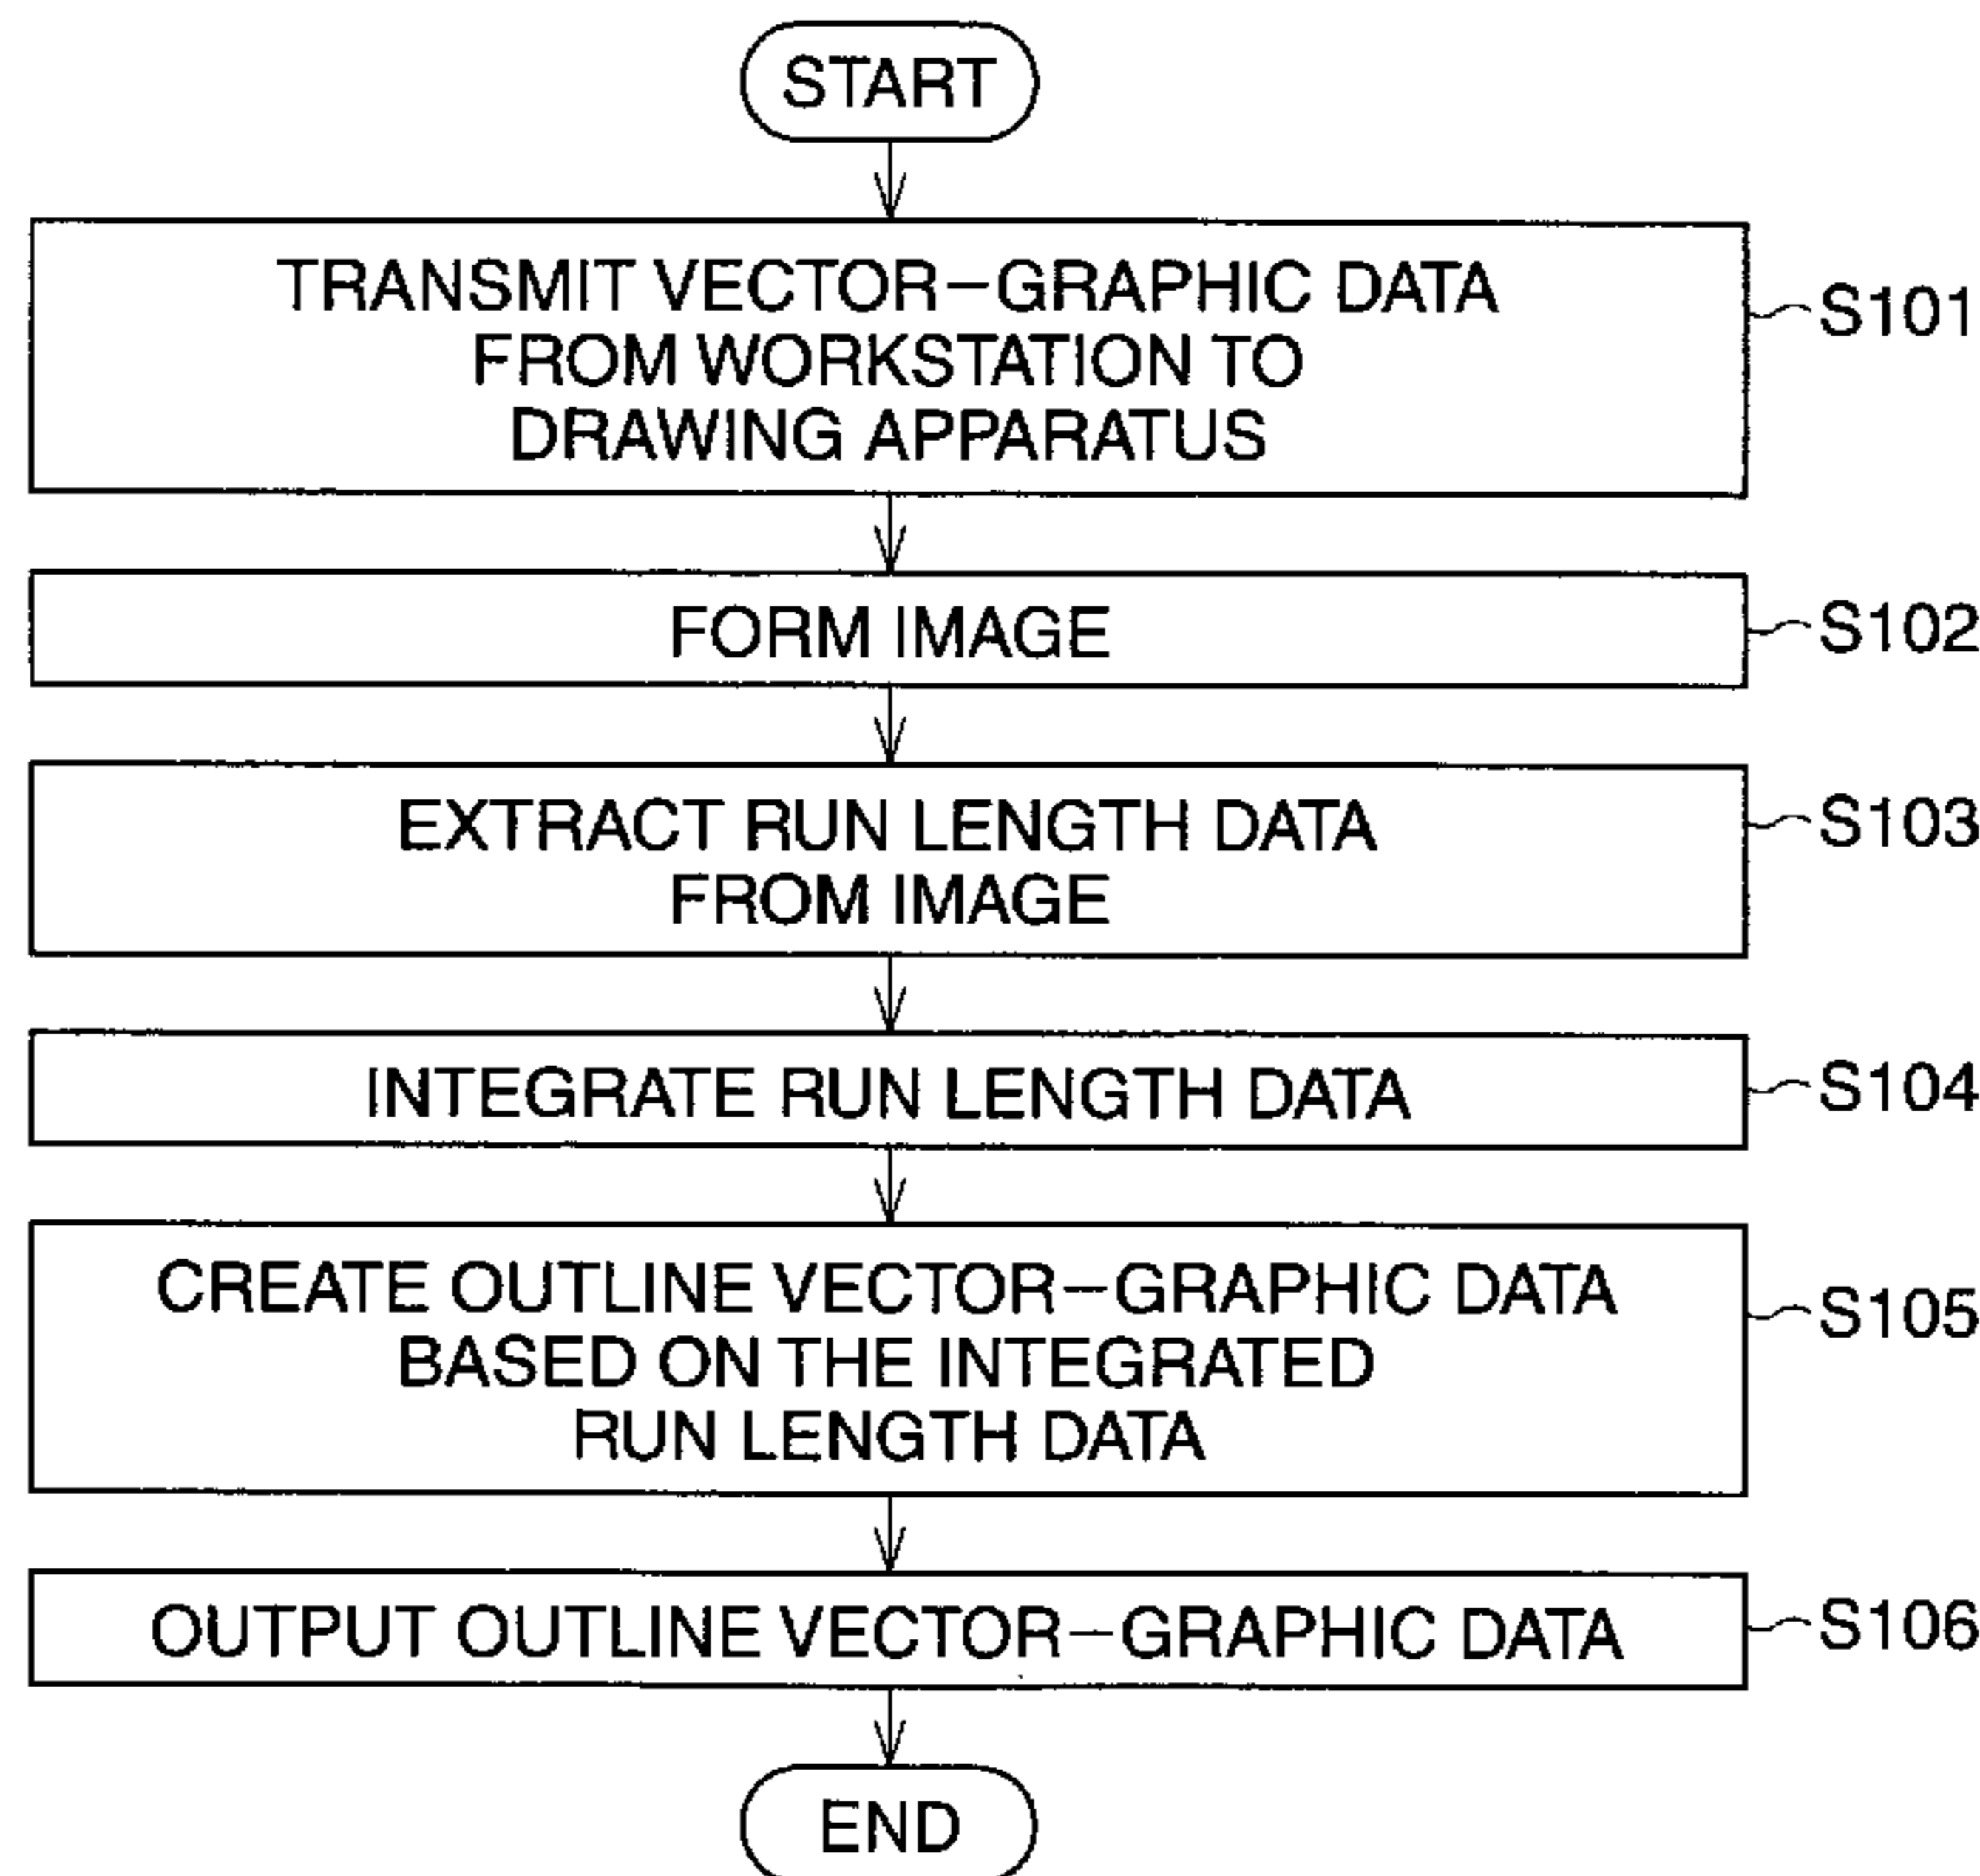 START
TRANSMIT VECTOR-GRAPHIC DATA
FROM WORKSTATION TO
DRAWING APPARATUS
S101
FORM IMAGE
S102
EXTRACT RUN LENGTH DATA
FROM IMAGE
S103
INTEGRATE RUN LENGTH DATA
S104
CREATE OUTLINE VECTOR-GRAPHIC DATA
BASED ON THE INTEGRATED
RUN LENGTH DATA
S105
OUTPUT OUTLINE VECTOR-GRAPHIC DATA
S106
END